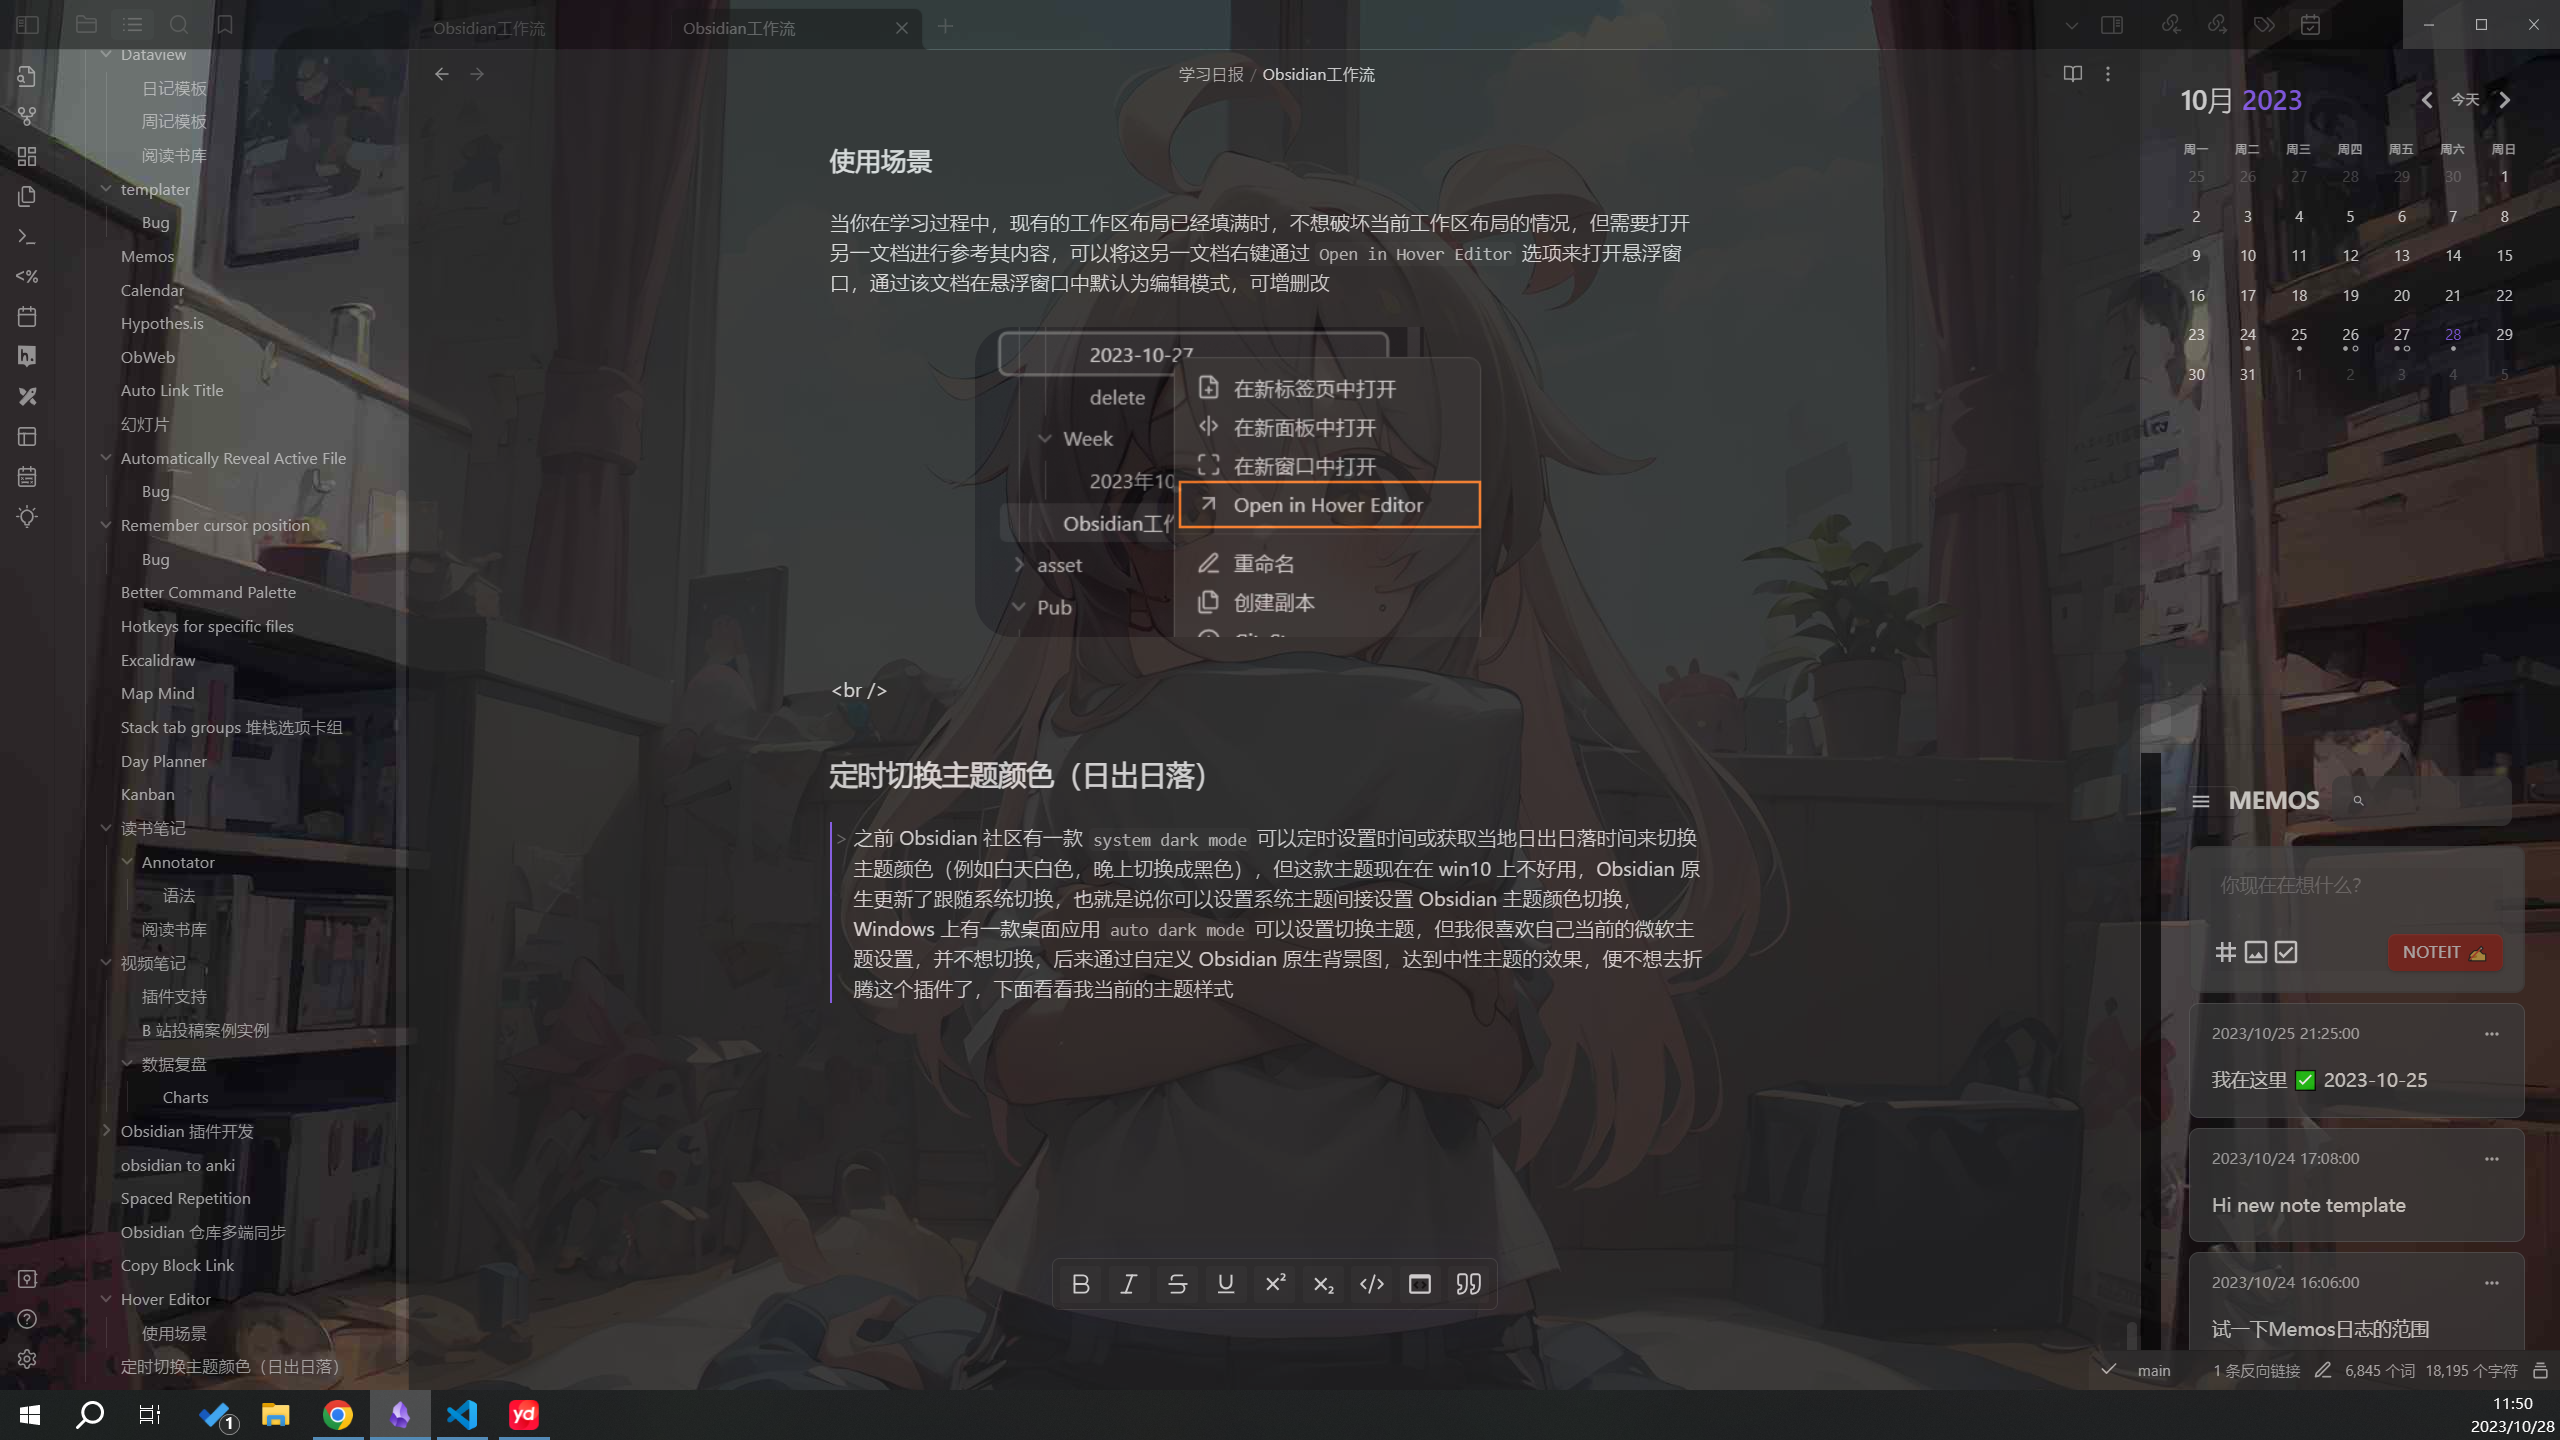 Obsidian工作流
Obsidian工作流
学习日报 / Obsidian工作流
Dataview
日记模板
周记模板
阅读书库
templater
Bug
Memos
Calendar
Hypothes.is
ObWeb
Auto Link Title
幻灯片
Automatically Reveal Active File
Bug
Remember cursor position
Bug
Better Command Palette
Hotkeys for specific files
Excalidraw
Map Mind
Stack tab groups 堆栈选项卡组
Day Planner
Kanban
读书笔记
Annotator
语法
阅读书库
视频笔记
插件支持
B 站投稿案例实例
数据复盘
Charts
Obsidian 插件开发
obsidian to anki
Spaced Repetition
Obsidian 仓库多端同步
Copy Block Link
Hover Editor
使用场景
定时切换主题颜色（日出日落）
使用场景
当你在学习过程中，现有的工作区布局已经填满时，不想破坏当前工作区布局的情况，但需要打开
另一文档进行参考其内容，可以将这另一文档右键通过 Open in Hover Editor 选项来打开悬浮窗
口，通过该文档在悬浮窗口中默认为编辑模式，可增删改
2023-10-27
delete
Week
2023年10
Obsidian工作
asset
Pub
在新标签页中打开
在新面板中打开
在新窗口中打开
Open in Hover Editor
重命名
创建副本
<br />
定时切换主题颜色（日出日落）
> 之前 Obsidian 社区有一款 system dark mode 可以定时设置时间或获取当地日出日落时间来切换
主题颜色（例如白天白色，晚上切换成黑色），但这款主题现在在 win10 上不好用，Obsidian 原
生更新了跟随系统切换，也就是说你可以设置系统主题间接设置 Obsidian 主题颜色切换，
Windows 上有一款桌面应用 auto dark mode 可以设置切换主题，但我很喜欢自己当前的微软主
题设置，并不想切换，后来通过自定义 Obsidian 原生背景图，达到中性主题的效果，便不想去折
腾这个插件了，下面看看我当前的主题样式
10月 2023
今天
周一 周二 周三 周四 周五 周六 周日
25 26 27 28 29 30 1
2 3 4 5 6 7 8
9 10 11 12 13 14 15
16 17 18 19 20 21 22
23 24 25 26 27 28 29
30 31 1 2 3 4 5
MEMOS
你现在在想什么？
NOTEIT ✍
2023/10/25 21:25:00
我在这里 ✅ 2023-10-25
2023/10/24 17:08:00
Hi new note template
2023/10/24 16:06:00
试一下Memos日志的范围
main 1 条反向链接 6,845 个词 18,195 个字符
1
yd
11:50
2023/10/28